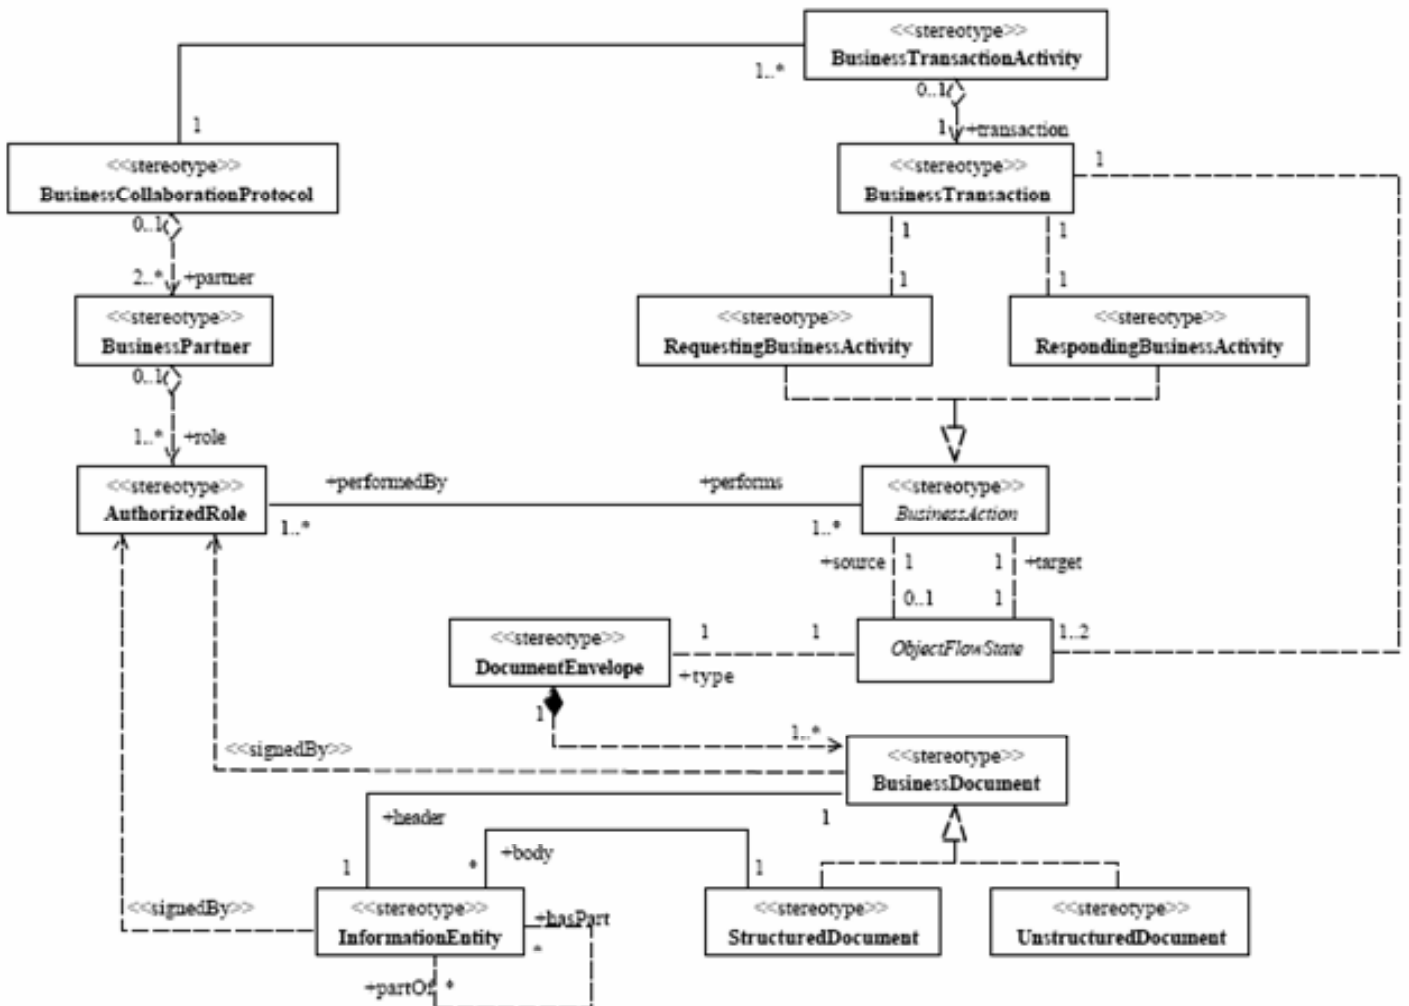 <<stereotype>>
BusinessTransactionActivity
1..*
0..1
1
+transaction
1
<<stereotype>>
BusinessCollaborationProtocol
<<stereotype>>
BusinessTransaction
1
0..1
1
1
2..*
+partner
1
1
<<stereotype>>
BusinessPartner
<<stereotype>>
RequestingBusinessActivity
<<stereotype>>
RespondingBusinessActivity
0..1
1..*
+role
<<stereotype>>
AuthorizedRole
+performedBy
+performs
<<stereotype>>
BusinessAction
1..*
1..*
+source
1
1
+target
0..1
1
<<stereotype>>
DocumentEnvelope
1
1
ObjectFlowState
1..2
+type
1
1..*
<<signedBy>>
<<stereotype>>
BusinessDocument
+header
1
+body
1
*
1
<<signedBy>>
<<stereotype>>
InformationEntity
+hasPart
*
<<stereotype>>
StructuredDocument
<<stereotype>>
UnstructuredDocument
+partOf
*